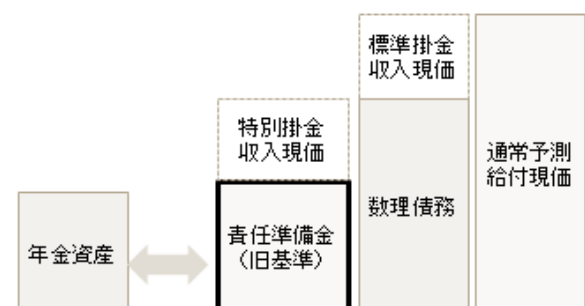 標準掛金
収入現価
特別掛金
収入現価
通常予測
給付現価
数理債務
責任準備金
（旧基準）
年金資産